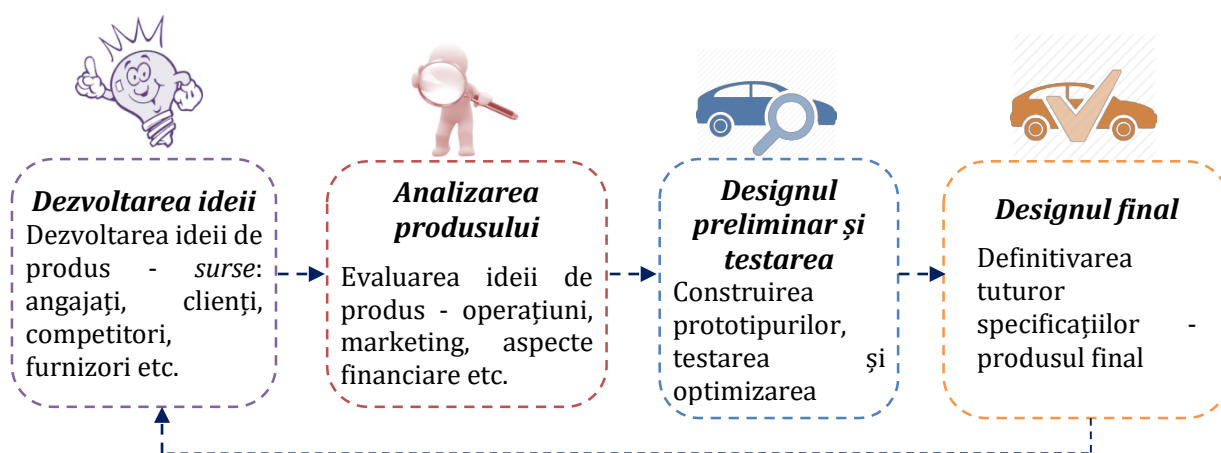 Dezvoltarea ideii
Dezvoltarea ideii de
produs - surse:
angajați, clienți,
competitori,
furnizori etc.
Analizarea
produsului
Evaluarea ideii de
produs - operațiuni,
marketing, aspecte
financiare etc.
Designul
preliminar și
testarea
Construirea
prototipurilor,
testarea și
optimizarea
Designul final
Definitivarea
tuturor
specificațiilor -
produsul final